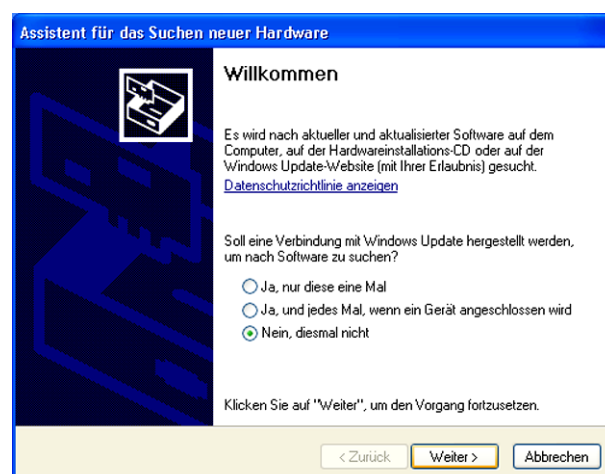 Assistent für das Suchen neuer Hardware
Willkommen
Es wird nach aktueller und aktualisierter Software auf dem
Computer, auf der Hardwareinstallations-CD oder auf der
Windows Update-Website (mit Ihrer Erlaubnis) gesucht.
Datenschutzrichtlinie anzeigen
Soll eine Verbindung mit Windows Update hergestellt werden,
um nach Software zu suchen?
Ja, nur diese eine Mal
Ja, und jedes Mal, wenn ein Gerät angeschlossen wird
Nein, diesmal nicht
Klicken Sie auf "Weiter", um den Vorgang fortzusetzen.
< Zurück Weiter > Abbrechen